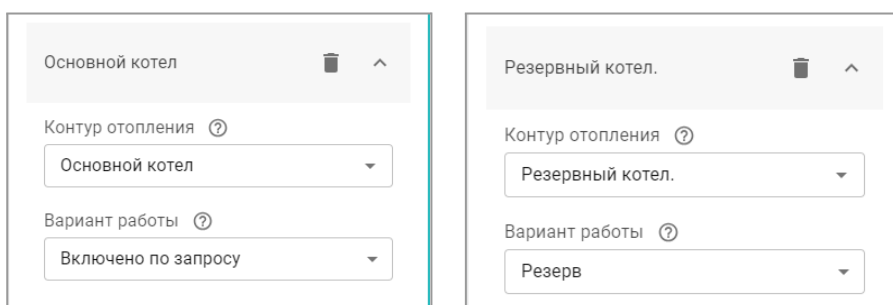 Основной котел
Контур отопления
Основной котел
Вариант работы
Включено по запросу
Резервный котел.
Контур отопления
Резервный котел.
Вариант работы
Резерв